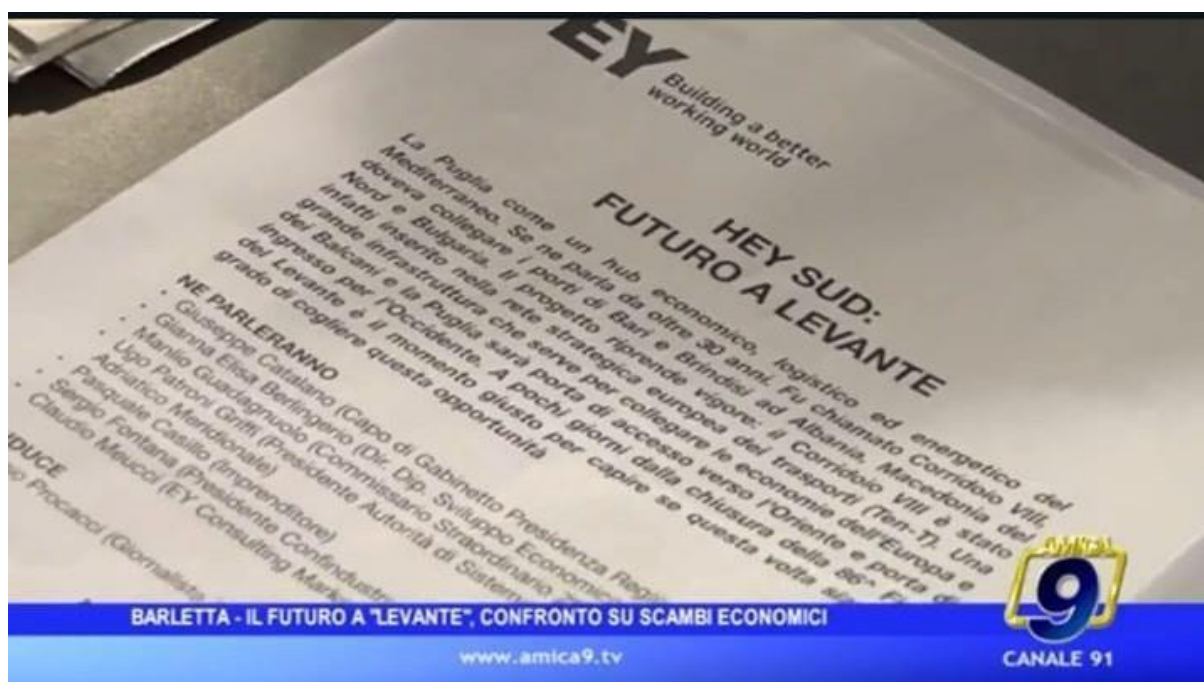 EY
Building a better
working world
HEY SUD:
FUTURO A LEVANTE
La Puglia come un hub economico, logistico ed energetico del
Mediterraneo. Se ne parla da oltre 30 anni. Fu chiamato Corridoio VIII,
doveva collegare i porti di Bari e Brindisi ad Albania, Macedonia del
Nord e Bulgaria. Il progetto riprende vigore: il Corridoio VIII è stato
infatti inserito nella rete strategica europea dei trasporti (Ten-T). Una
grande infrastruttura che serve per collegare le economie dell'Europa e
dei Balcani e la Puglia sarà porta di accesso verso l'Oriente e porta di
ingresso per l'Occidente. A pochi giorni dalla chiusura della 86^
del Levante è il momento giusto per capire se questa volta
grado di cogliere questa opportunità
NE PARLERANNO
Giuseppe Catalano (Capo di Gabinetto Presidenza
Gianna Elisa Berlingerio (Dir. Dip. Sviluppo
Manlio Guadagnuolo (Commissario Straordinario
Ugo Patroni Griffi (Presidente Autorità di
Adriatico Meridionale)
Pasquale Casillo (Imprenditore)
Sergio Fontana (Presidente
Claudio Meucci (EY Consulting
Procacci (Giornalista,
BARLETTA - IL FUTURO A "LEVANTE", CONFRONTO SU SCAMBI ECONOMICI
www.amica9.tv
AMICA
9
CANALE 91